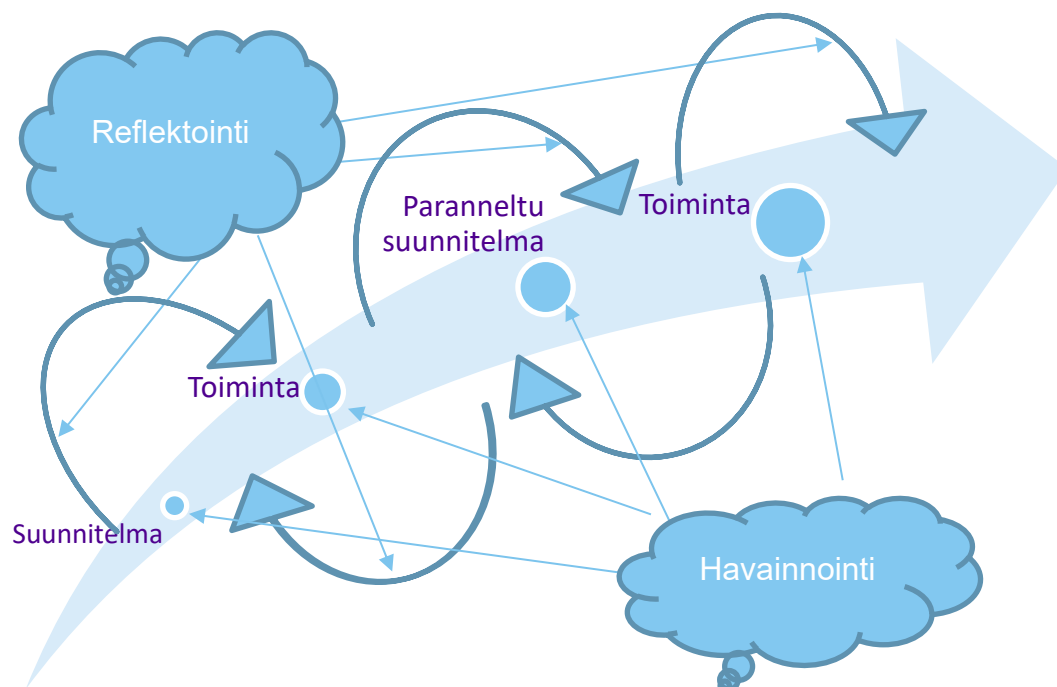 Reflektointi
Paranneltu
suunnitelma
Toiminta
Toiminta
Suunnitelma
Havainnointi